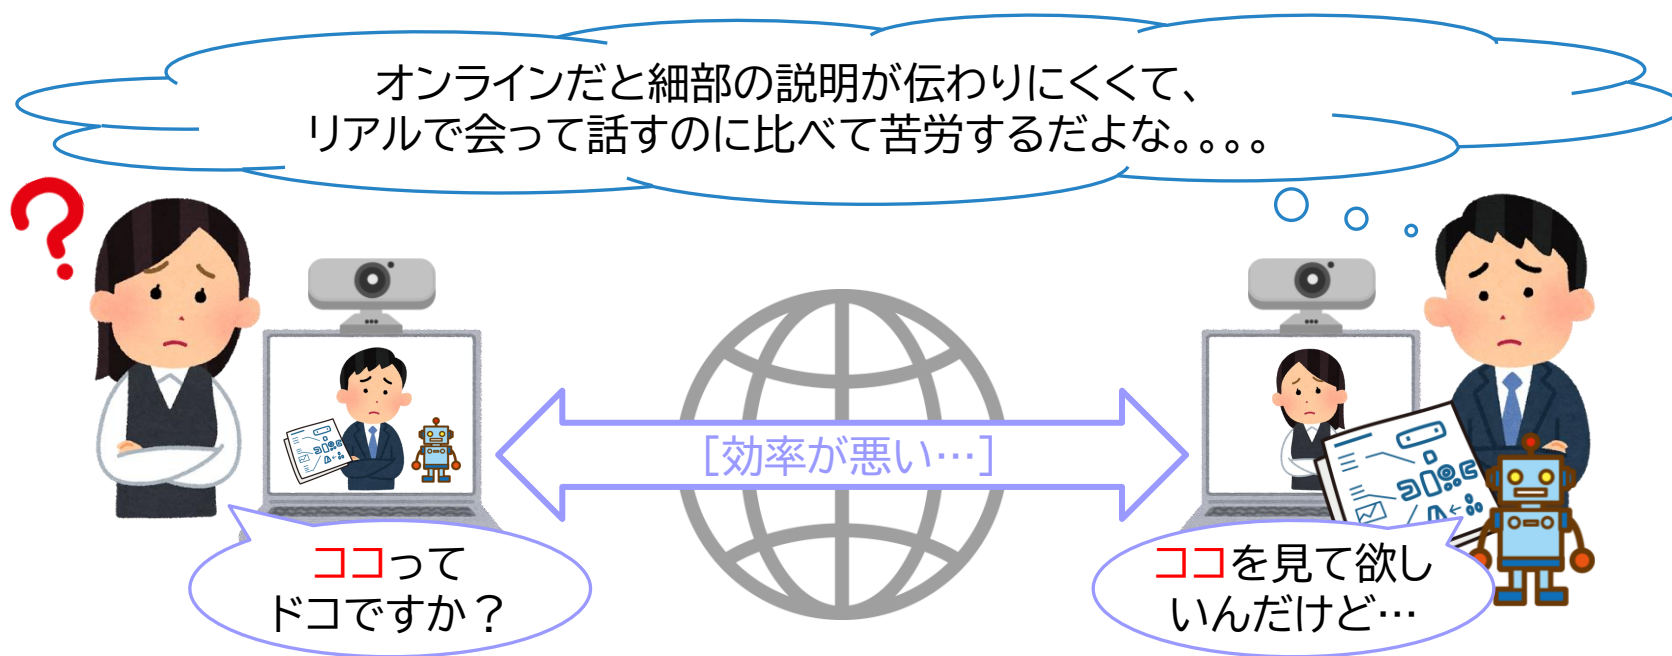 オンラインだと細部の説明が伝わりにくくて、
リアルで会って話すのに比べて苦労するだよな。。。。
?
[効率が悪い…]
ココって
ドコですか？
ココを見て欲し
いんだけど…